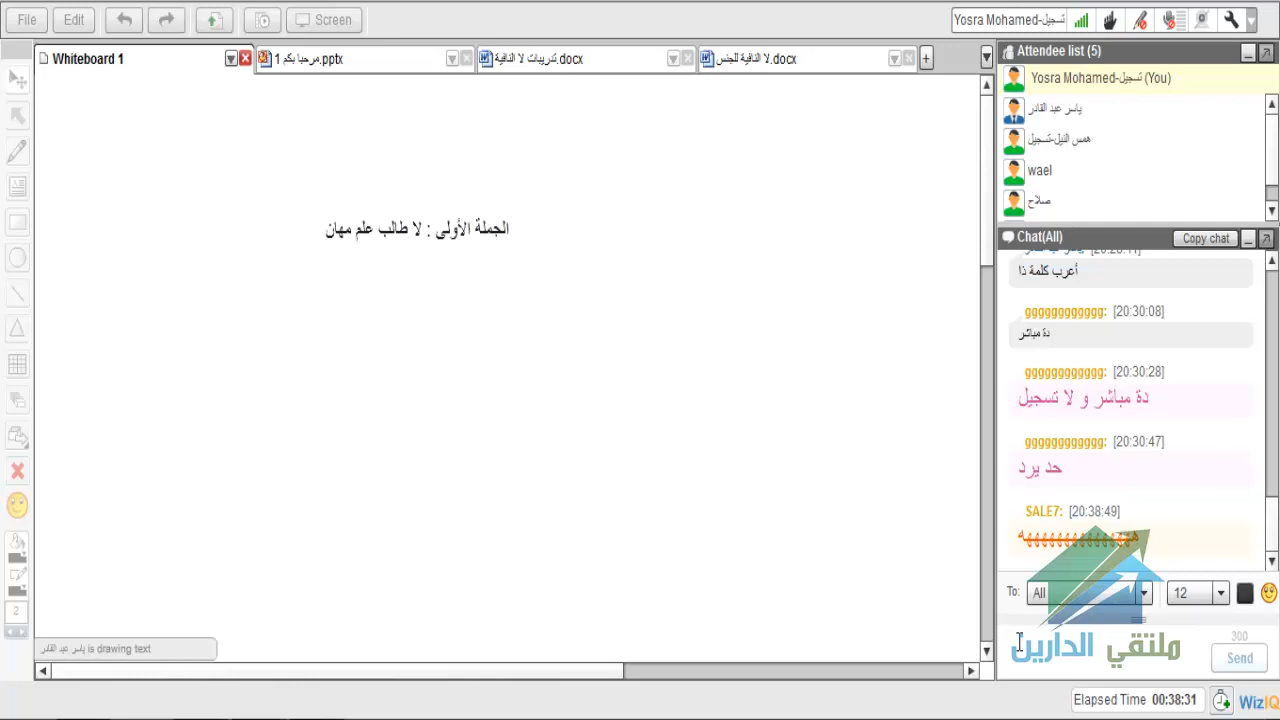 File
Edit
Screen
Yosra Mohamed-تسجيل
Whiteboard 1
مرحبا بكم 1.pptx
تدريبات لا النافية.docx
لا النافية للجنس.docx
الجملة الأولى : لا طالب علم مهان
2
ياسر عبد القادر is drawing text
Attendee list (5)
Yosra Mohamed-تسجيل (You)
ياسر عبد القادر
همس النيل-تسجيل
wael
صلاح
Chat(All)
Copy chat
أعرب كلمة ذا
gggggggggggg: [20:30:08]
دة مباشر
gggggggggggg: [20:30:28]
دة مباشر و لا تسجيل
gggggggggggg: [20:30:47]
حد يرد
SALE7: [20:38:49]
To: All
12
ملتقي الدارين
300
Send
Elapsed Time 00:38:31
WizIQ